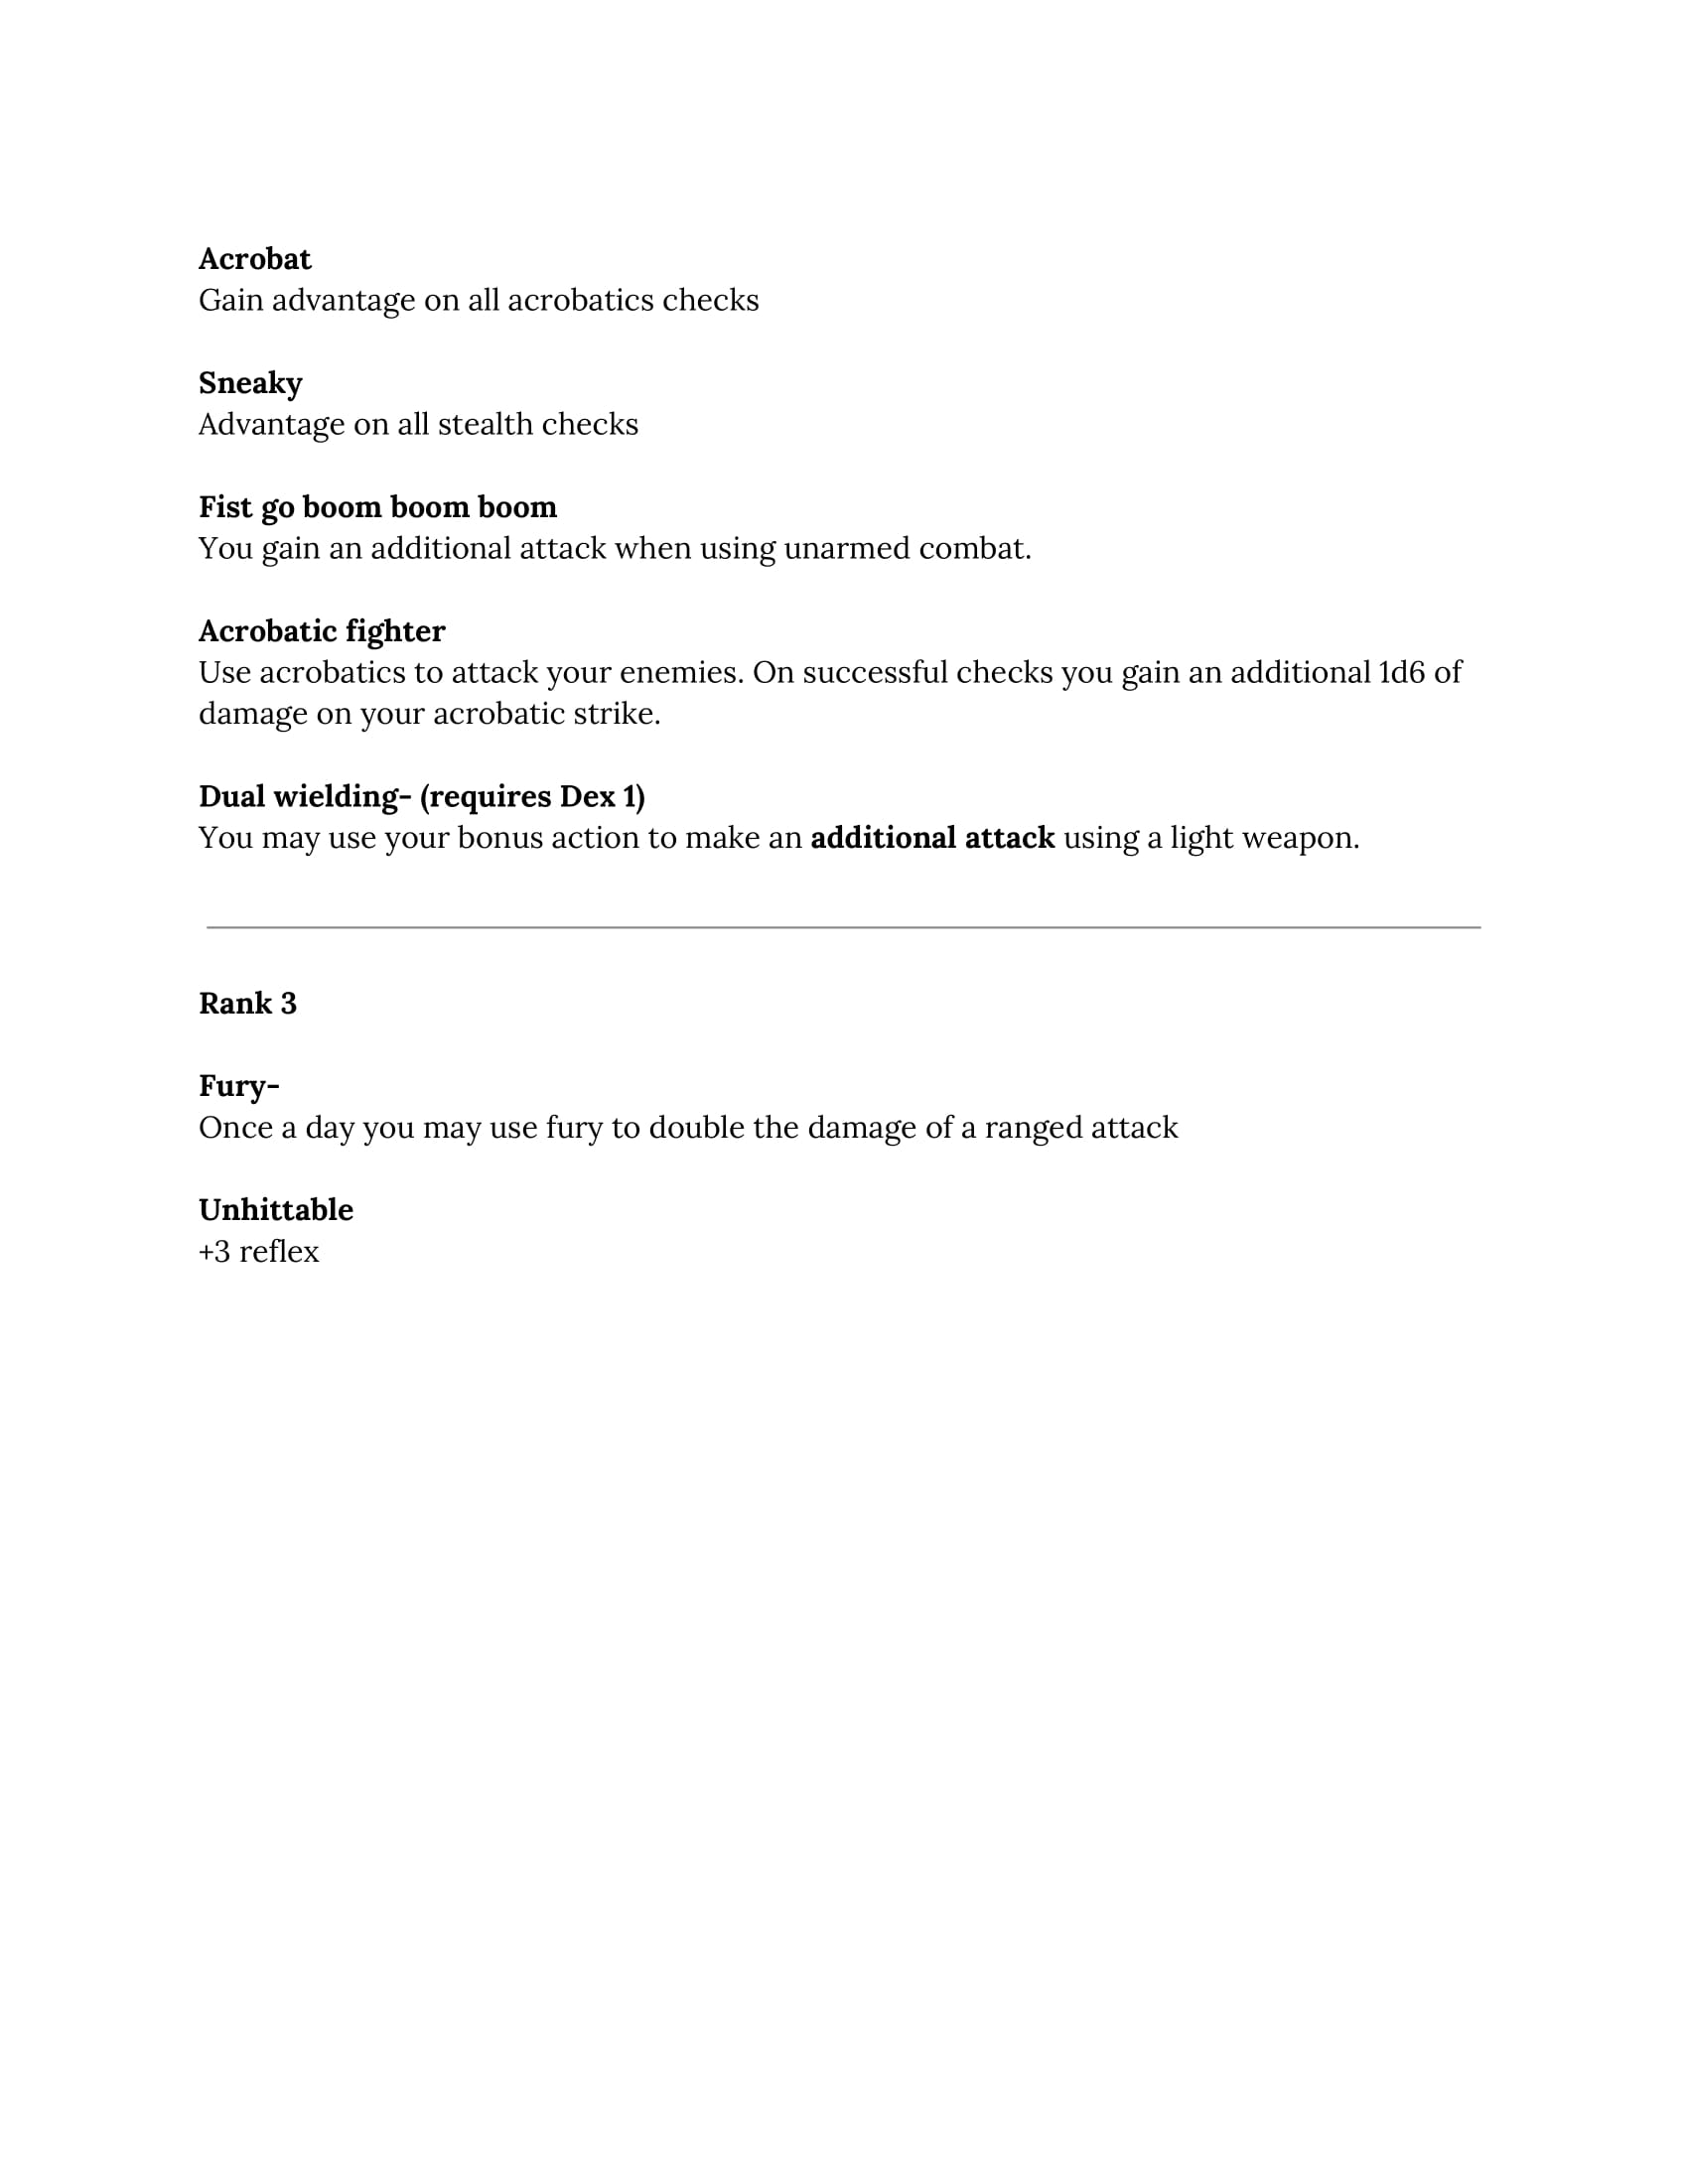 Acrobat
Gain advantage on all acrobatics checks
Sneaky
Advantage on all stealth checks
Fist go boom boom boom
You gain an additional attack when using unarmed combat.
Acrobatic fighter
Use acrobatics to attack your enemies. On successful checks you gain an additional 1d6 of
damage on your acrobatic strike.
Dual wielding- (requires Dex 1)
You may use your bonus action to make an additional attack using a light weapon.
Rank 3
Fury-
Once a day you may use fury to double the damage of a ranged attack
Unhittable
+3 reflex